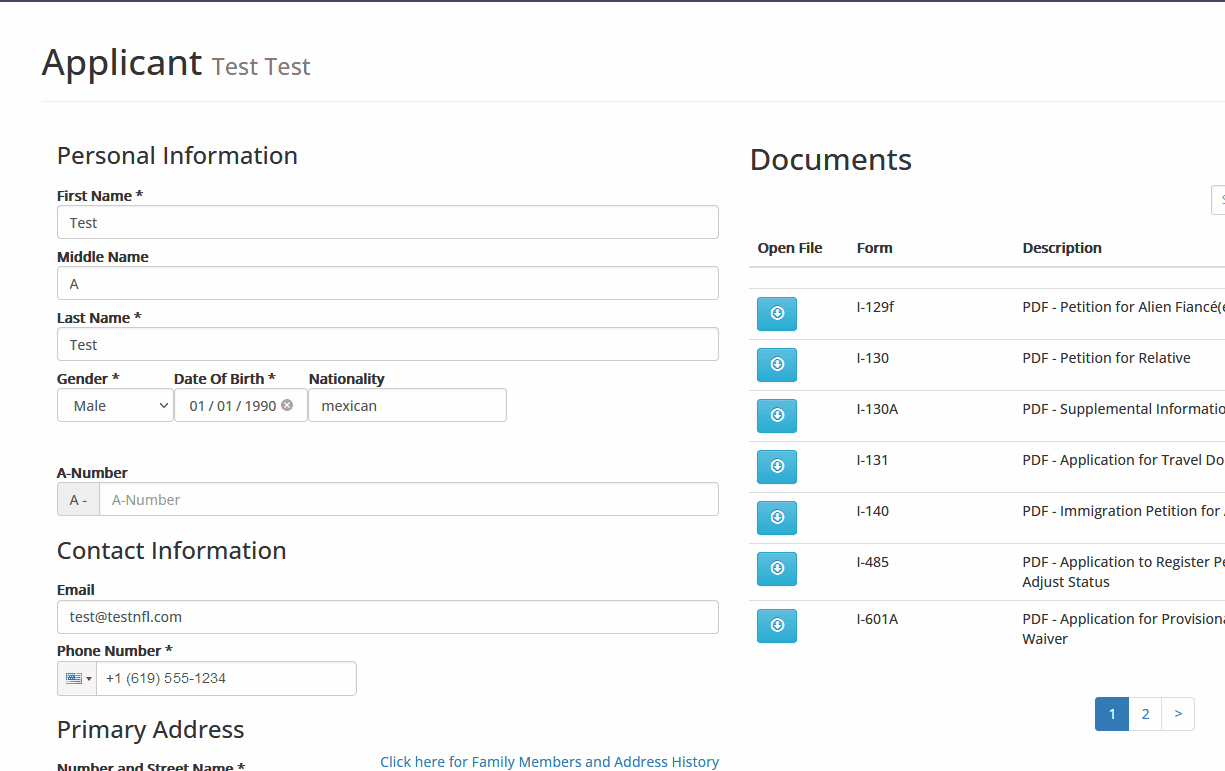 Applicant Test Test
Personal Information
First Name *
Test
Middle Name
A
Last Name *
Test
Gender * Date Of Birth * Nationality
Male 01 / 01 / 1990 mexican
A-Number
A - A-Number
Contact Information
Email
test@testnfl.com
Phone Number *
+1 (619) 555-1234
Primary Address
Number and Street Name *
Click here for Family Members and Address History
Documents
Open File Form Description
I-129f PDF - Petition for Alien Fiancé(e
I-130 PDF - Petition for Relative
I-130A PDF - Supplemental Informatio
I-131 PDF - Application for Travel Do
I-140 PDF - Immigration Petition for
I-485 PDF - Application to Register Pe
Adjust Status
I-601A PDF - Application for Provisiona
Waiver
1 2 >